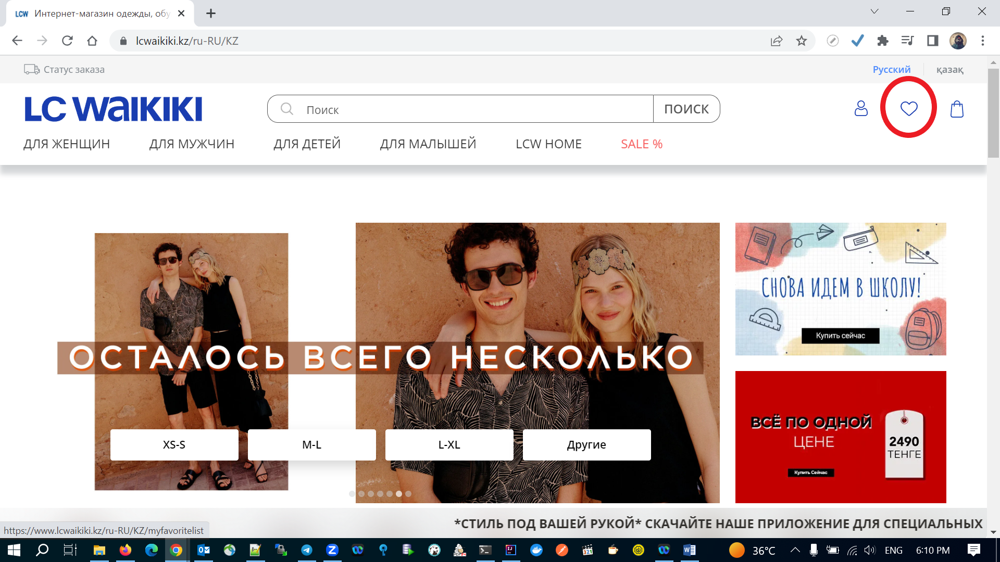 LCW Интернет-магазин одежды, обу
lcwaikiki.kz/ru-RU/KZ
Статус заказа
Русский
қазақ
LC WAIKIKI
Поиск
ПОИСК
ДЛЯ ЖЕНЩИН
ДЛЯ МУЖЧИН
ДЛЯ ДЕТЕЙ
ДЛЯ МАЛЫШЕЙ
LCW HOME
SALE %
ОСТАЛОСЬ ВСЕГО НЕСКОЛЬКО
XS-S
M-L
L-XL
Другие
СНОВА ИДЕМ В ШКОЛУ!
Купить сейчас
ВСЁ ПО ОДНОЙ
ЦЕНЕ
2490
ТЕНГЕ
Купить Сейчас
*СТИЛЬ ПОД ВАШЕЙ РУКОЙ* СКАЧАЙТЕ НАШЕ ПРИЛОЖЕНИЕ ДЛЯ СПЕЦИАЛЬНЫХ
https://www.lcwaikiki.kz/ru-RU/KZ/myfavoritelist
36°C
ENG
6:10 PM